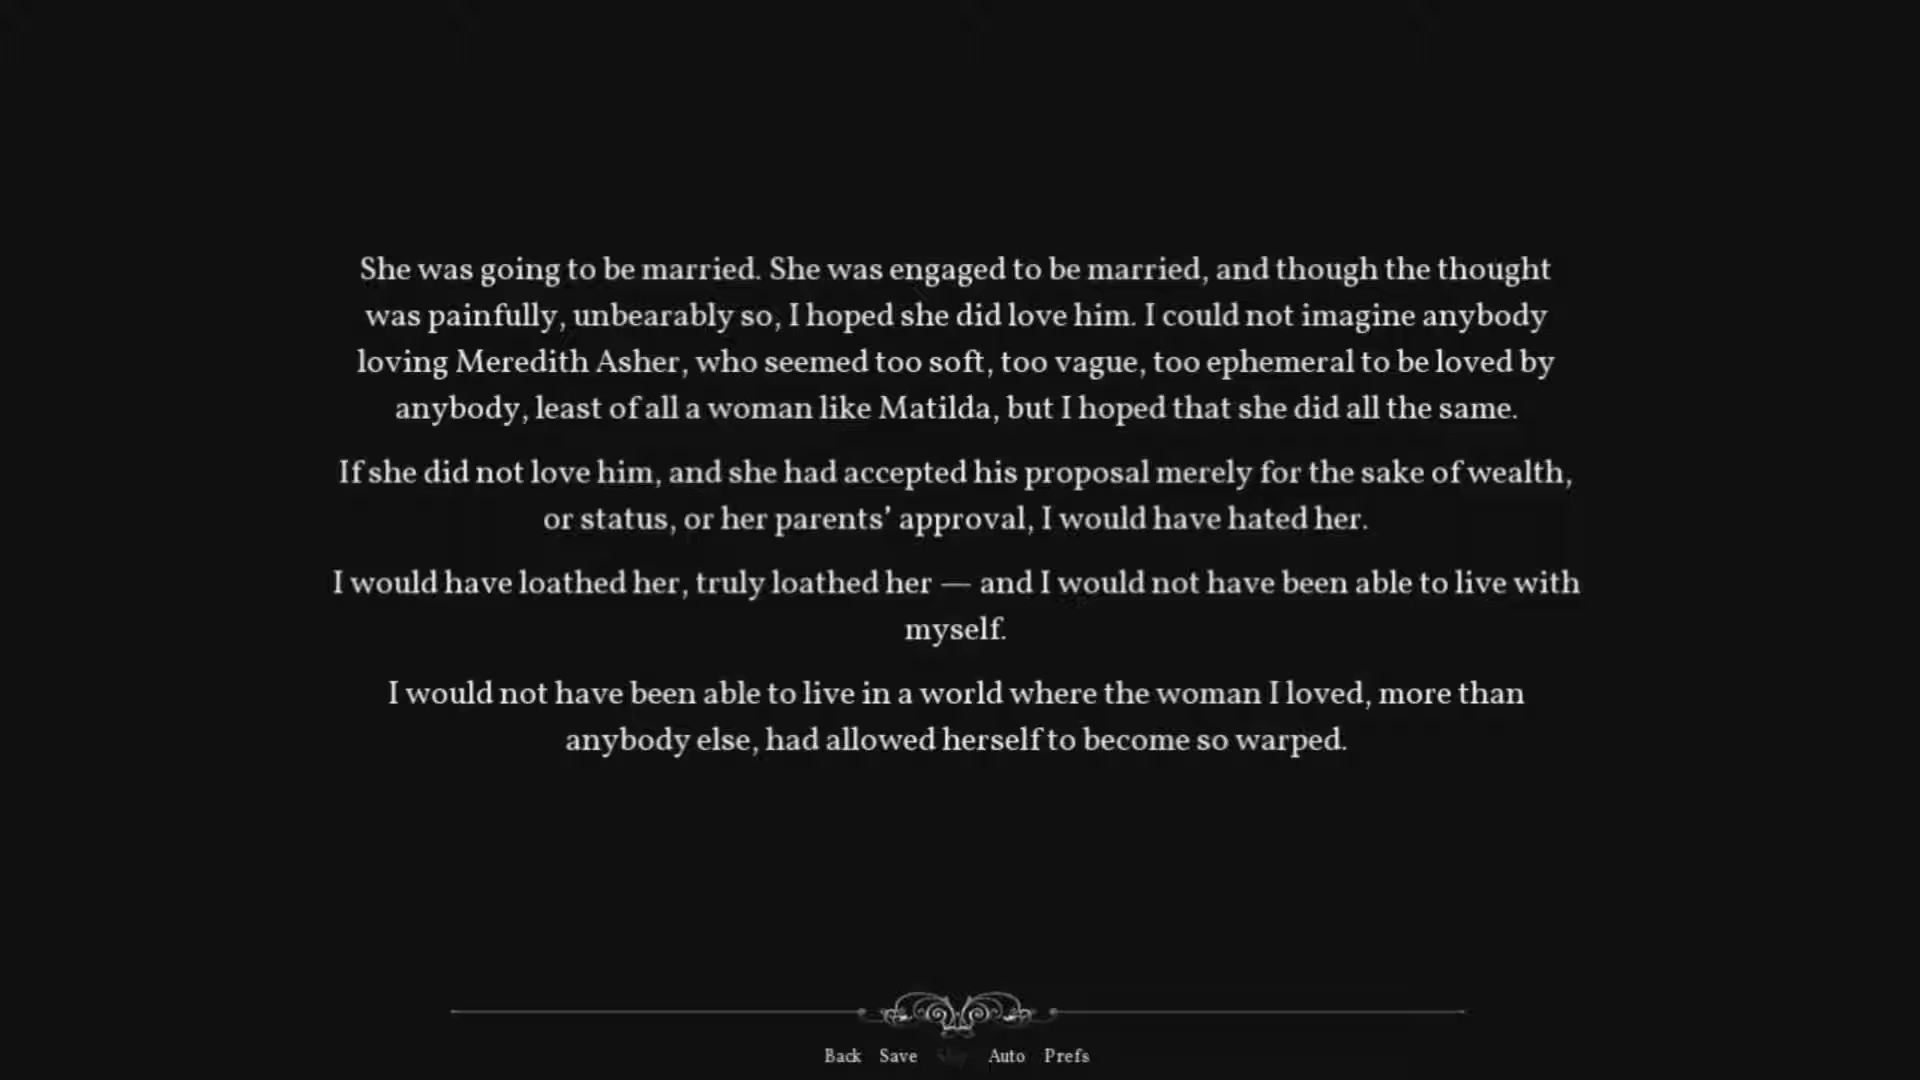 She was going to be married. She was engaged to be married, and though the thought
was painfully, unbearably so, I hoped she did love him. I could not imagine anybody
loving Meredith Asher, who seemed too soft, too vague, too ephemeral to be loved by
anybody, least of all a woman like Matilda, but I hoped that she did all the same.
If she did not love him, and she had accepted his proposal merely for the sake of wealth,
or status, or her parents' approval, I would have hated her.
I would have loathed her, truly loathed her — and I would not have been able to live with
myself.
I would not have been able to live in a world where the woman I loved, more than
anybody else, had allowed herself to become so warped.
Back Save Auto Prefs